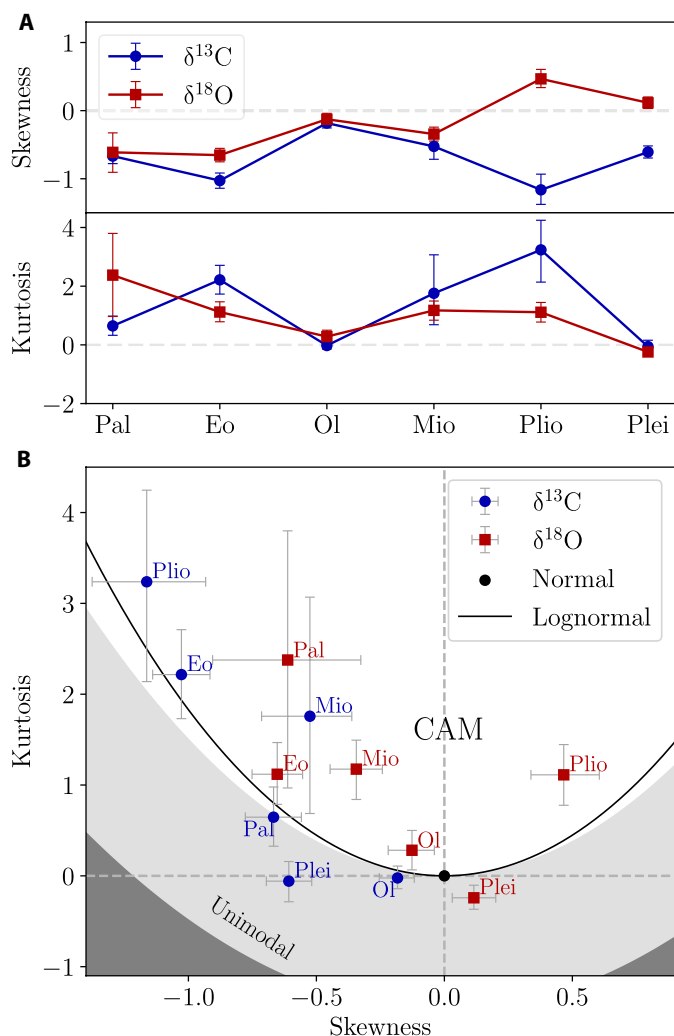 A
δ¹³C
δ¹⁸O
Skewness
1
0
−1
Kurtosis
4
2
0
−2
Pal
Eo
Ol
Mio
Plio
Plei
B
δ¹³C
δ¹⁸O
Normal
Lognormal
Kurtosis
4
3
2
1
0
−1
Plio
Eo
Pal
Mio
CAM
Eo
Mio
Plio
Pal
Ol
Plei
Ol
Plei
Unimodal
−1.0
−0.5
0.0
0.5
Skewness